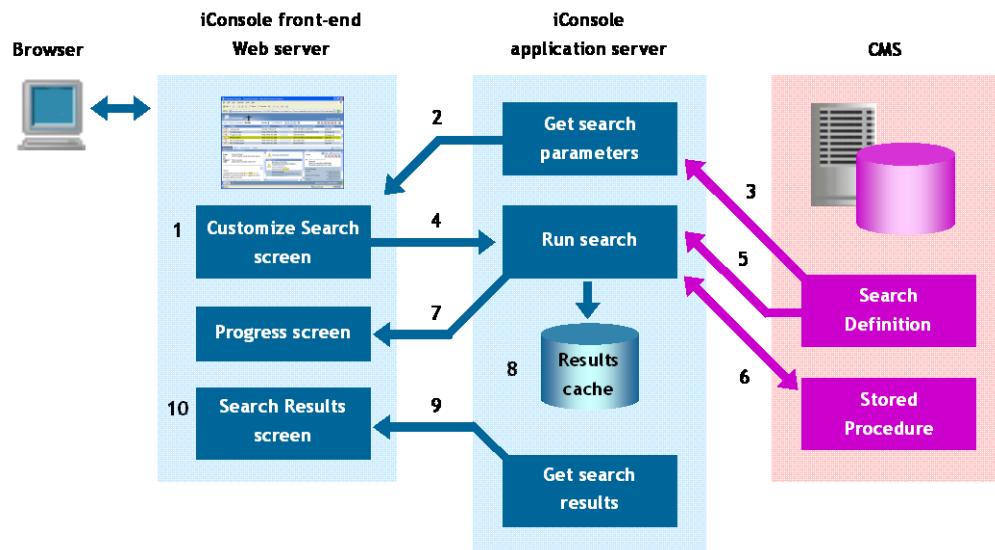 Browser
iConsole front-end
Web server
iConsole
application server
CMS
2
Get search
parameters
3
1
Customize Search
screen
4
Run search
5
7
Progress screen
Search
Definition
8
Results
cache
6
10
Search Results
screen
9
Stored
Procedure
Get search
results